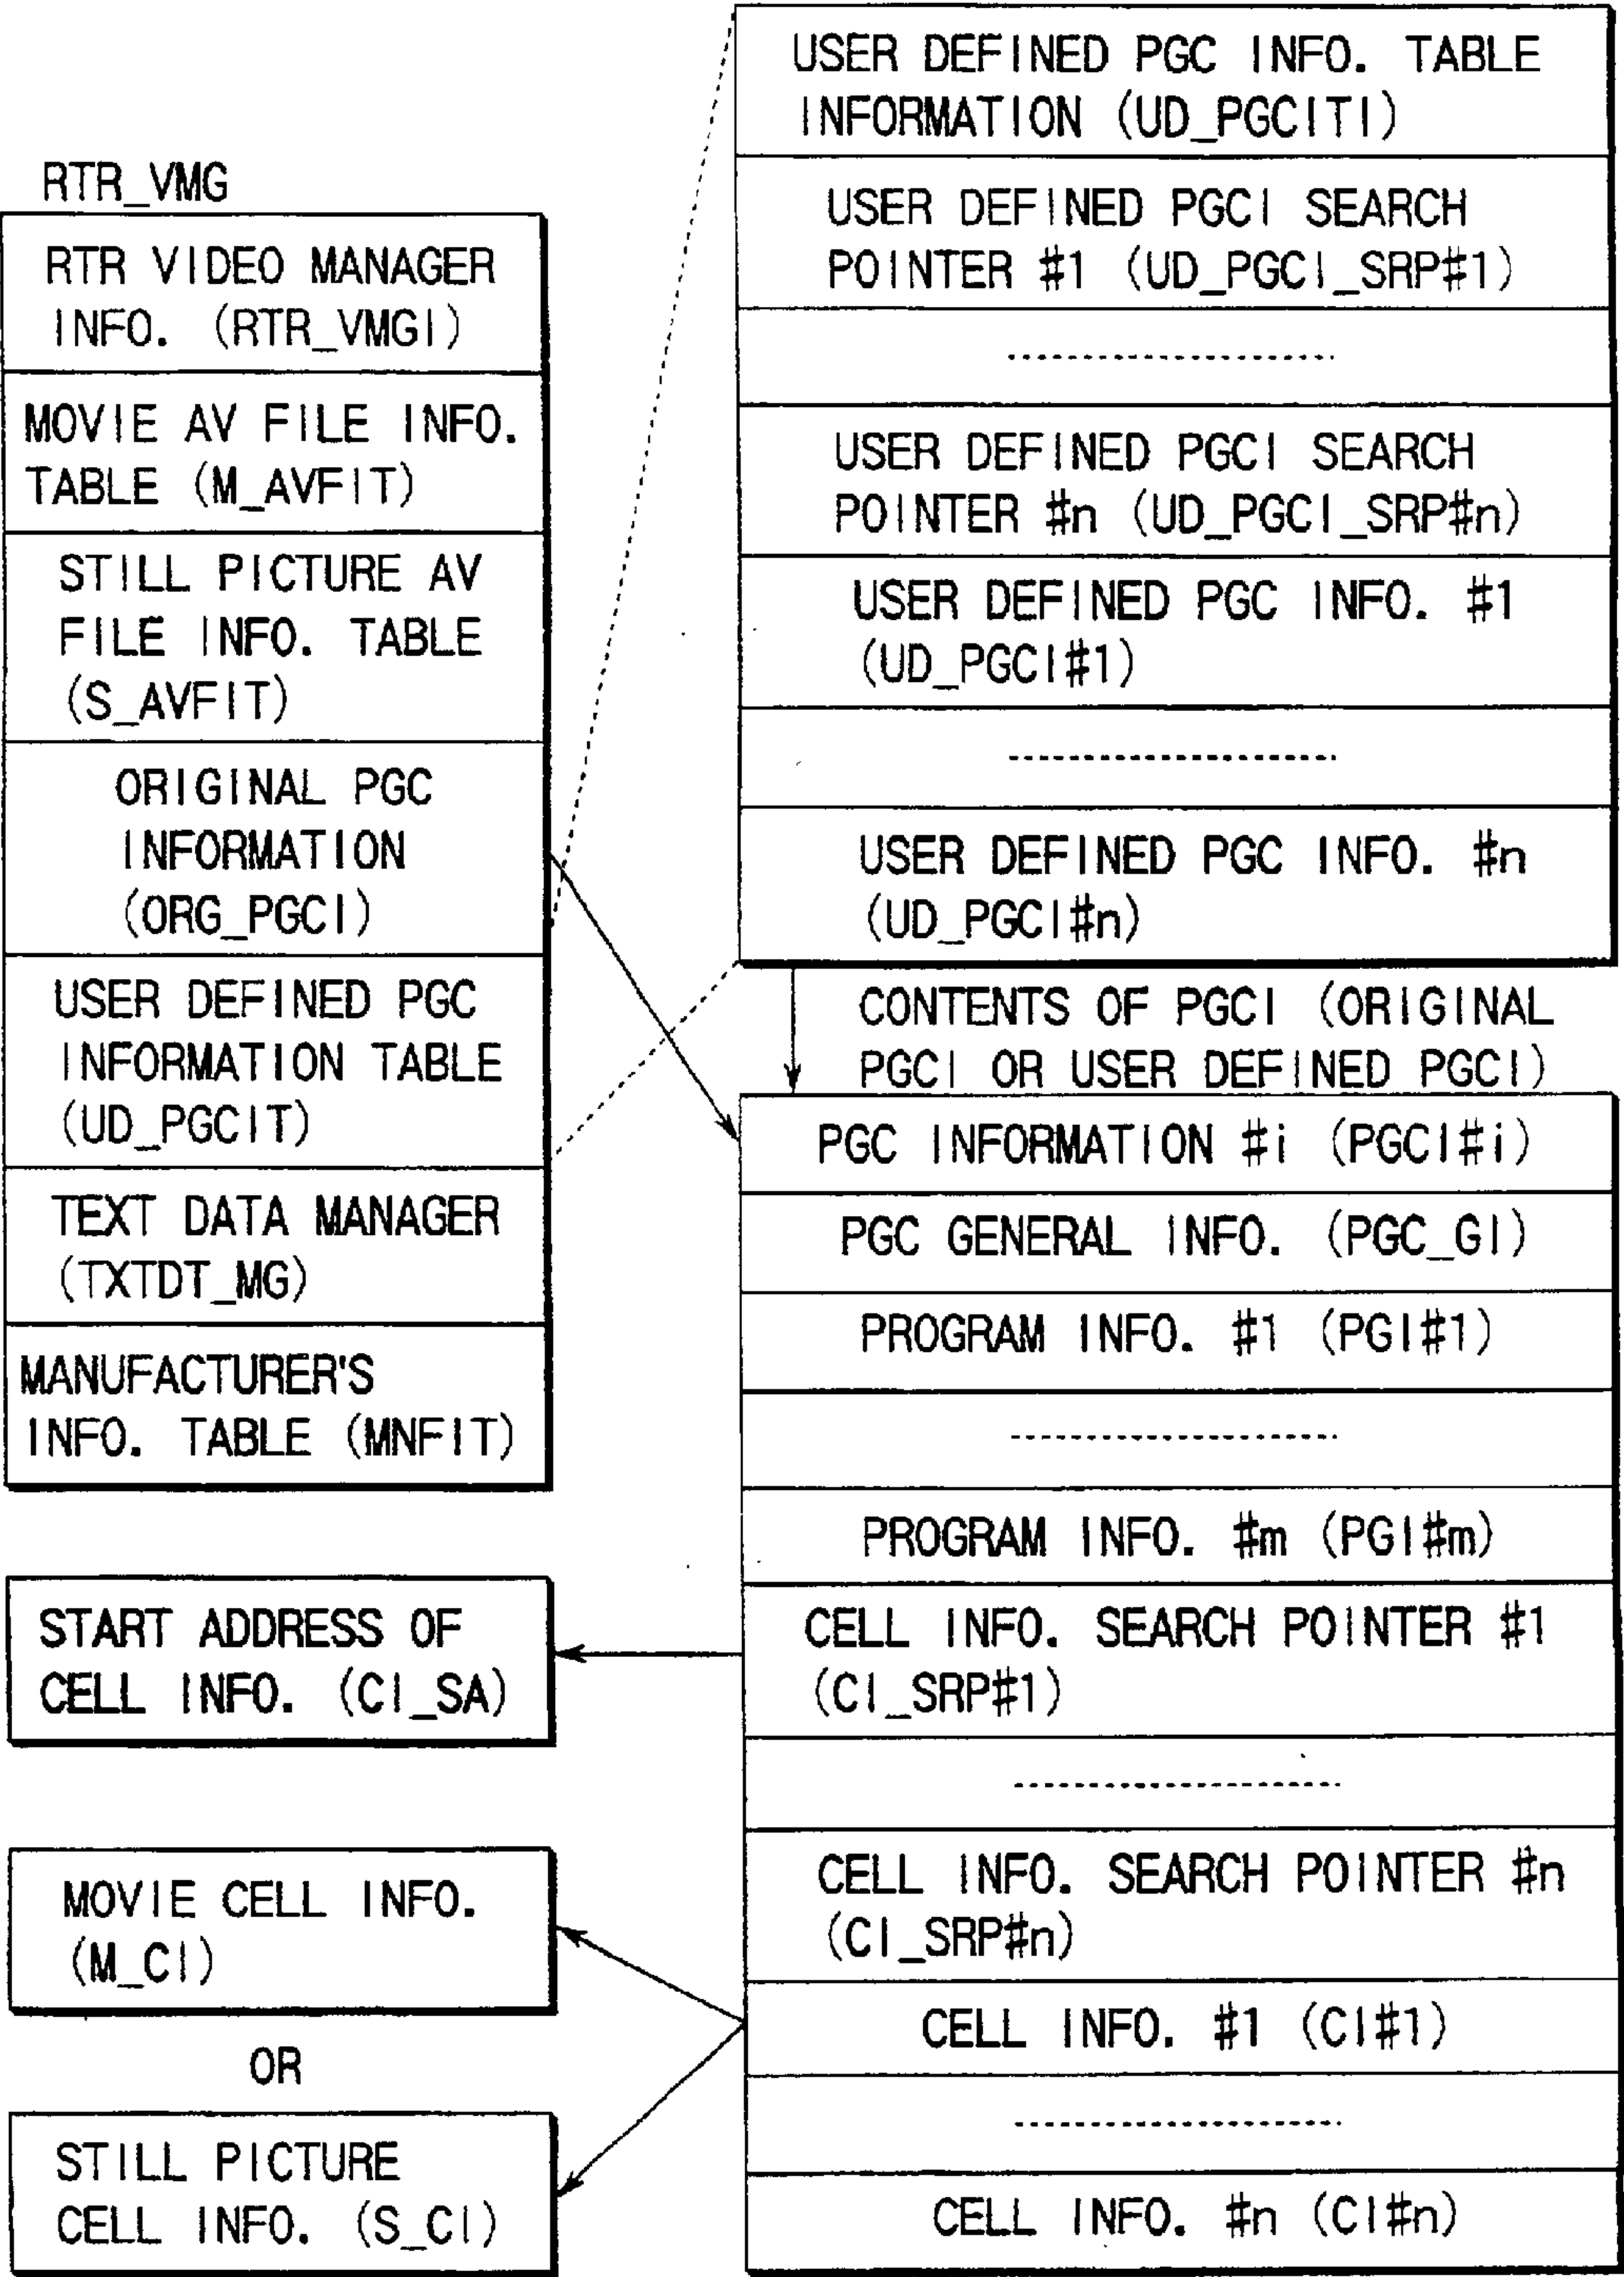 RTR_VMG
RTR VIDEO MANAGER
INFO. (RTR_VMGI)
MOVIE AV FILE INFO.
TABLE (M_AVFIT)
STILL PICTURE AV
FILE INFO. TABLE
(S_AVFIT)
ORIGINAL PGC
INFORMATION
(ORG_PGCI)
USER DEFINED PGC
INFORMATION TABLE
(UD_PGCIT)
TEXT DATA MANAGER
(TXTDT_MG)
MANUFACTURER'S
INFO. TABLE (MNFIT)
USER DEFINED PGC INFO. TABLE
INFORMATION (UD_PGCITI)
USER DEFINED PGCI SEARCH
POINTER #1 (UD_PGCI_SRP#1)
USER DEFINED PGCI SEARCH
POINTER #n (UD_PGCI_SRP#n)
USER DEFINED PGC INFO. #1
(UD_PGCI#1)
USER DEFINED PGC INFO. #n
(UD_PGCI#n)
CONTENTS OF PGCI (ORIGINAL
PGCI OR USER DEFINED PGCI)
PGC INFORMATION #i (PGCI#i)
PGC GENERAL INFO. (PGC_GI)
PROGRAM INFO. #1 (PGI#1)
PROGRAM INFO. #m (PGI#m)
CELL INFO. SEARCH POINTER #1
(CI_SRP#1)
CELL INFO. SEARCH POINTER #n
(CI_SRP#n)
CELL INFO. #1 (CI#1)
CELL INFO. #n (CI#n)
START ADDRESS OF
CELL INFO. (CI_SA)
MOVIE CELL INFO.
(M_CI)
OR
STILL PICTURE
CELL INFO. (S_CI)